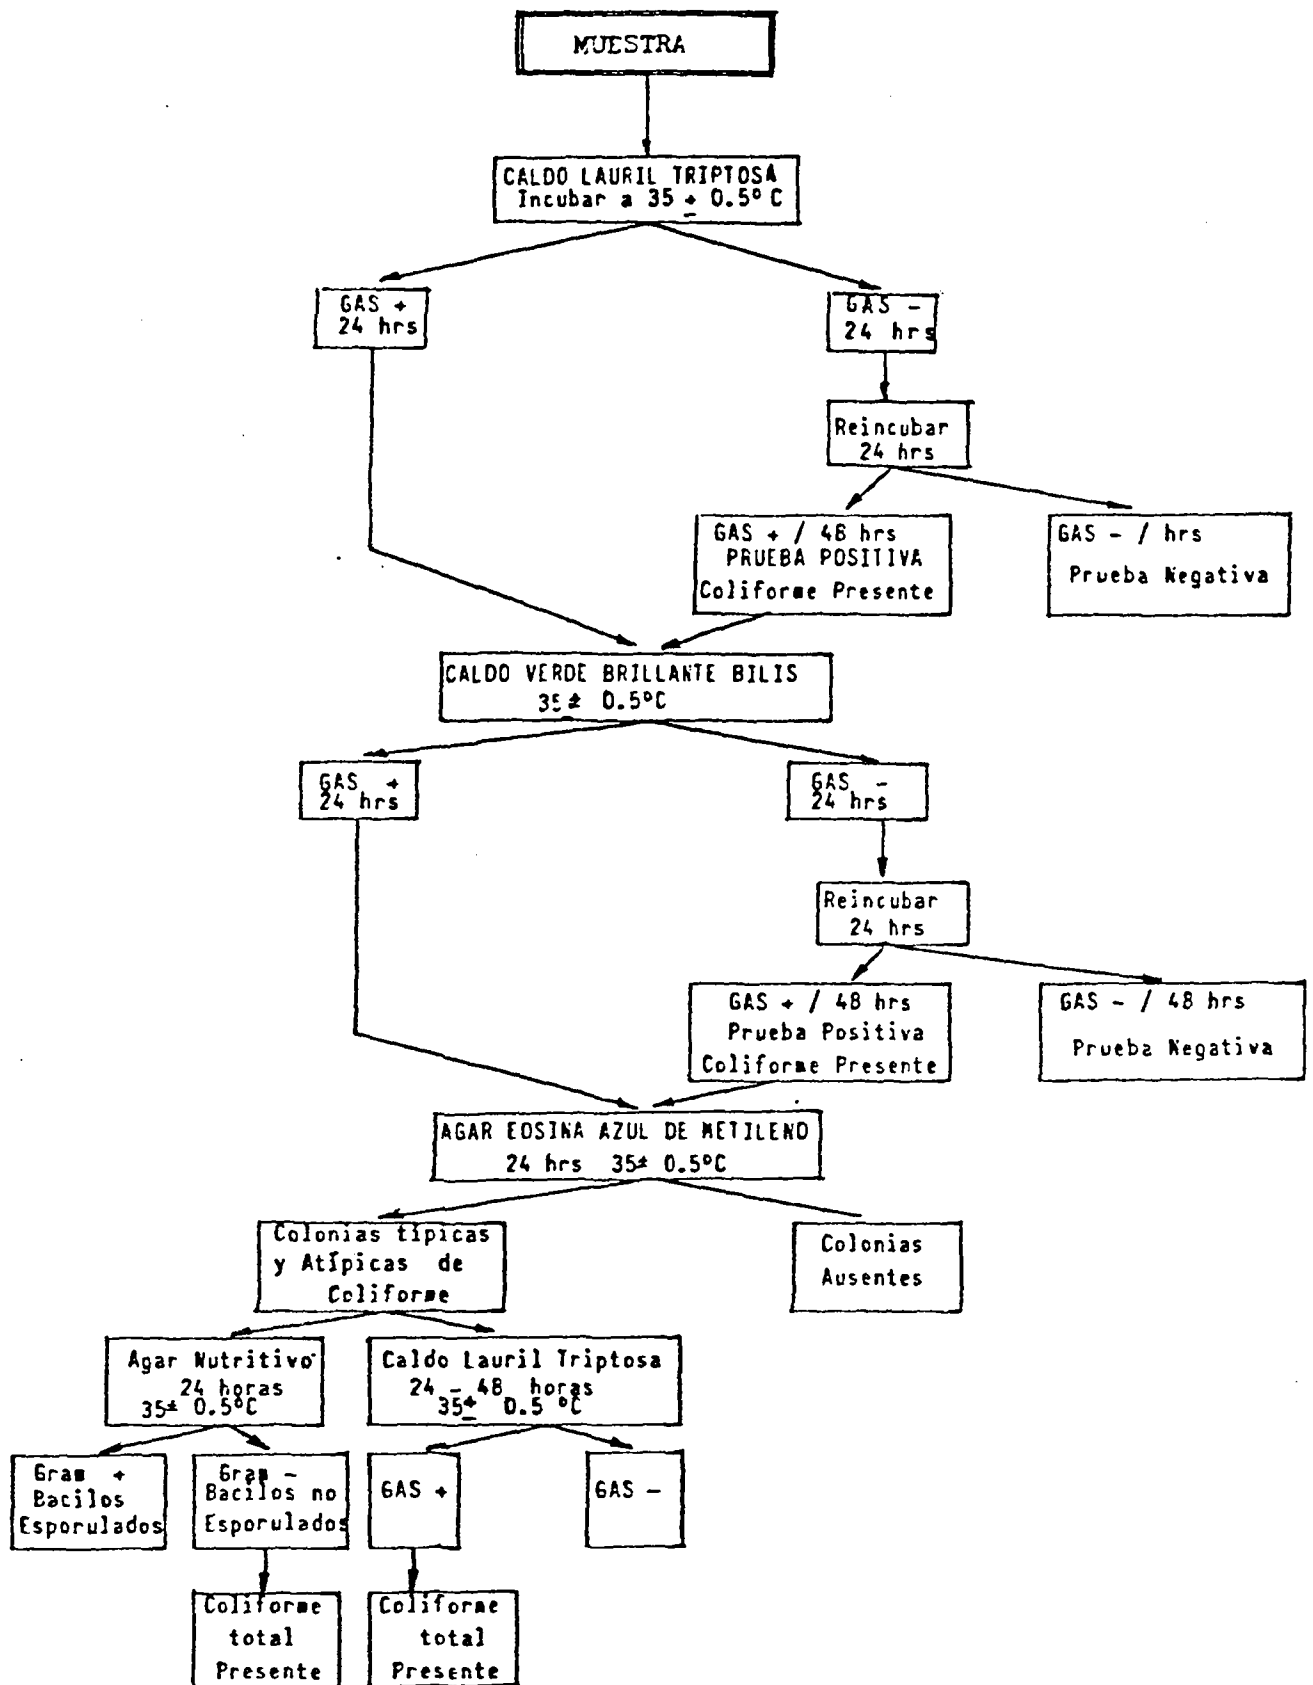 MUESTRA
CALDO LAURIL TRIPTOSA
Incubar a 35 ± 0.5° C
GAS +
24 hrs
GAS -
24 hrs
Reincubar
24 hrs
GAS + / 48 hrs
PRUEBA POSITIVA
Coliforme Presente
GAS - / hrs
Prueba Negativa
CALDO VERDE BRILLANTE BILIS
35± 0.5°C
GAS +
24 hrs
GAS -
24 hrs
Reincubar
24 hrs
GAS + / 48 hrs
Prueba Positiva
Coliforme Presente
GAS - / 48 hrs
Prueba Negativa
AGAR EOSINA AZUL DE METILENO
24 hrs 35± 0.5°C
Colonias típicas
y Atípicas de
Coliforme
Colonias
Ausentes
Agar Nutritivo
24 horas
35± 0.5°C
Caldo Lauril Triptosa
24 - 48 horas
35± 0.5 °C
Gram +
Bacilos
Esporulados
Gram -
Bacilos no
Esporulados
GAS +
GAS -
Coliforme
total
Presente
Coliforme
total
Presente